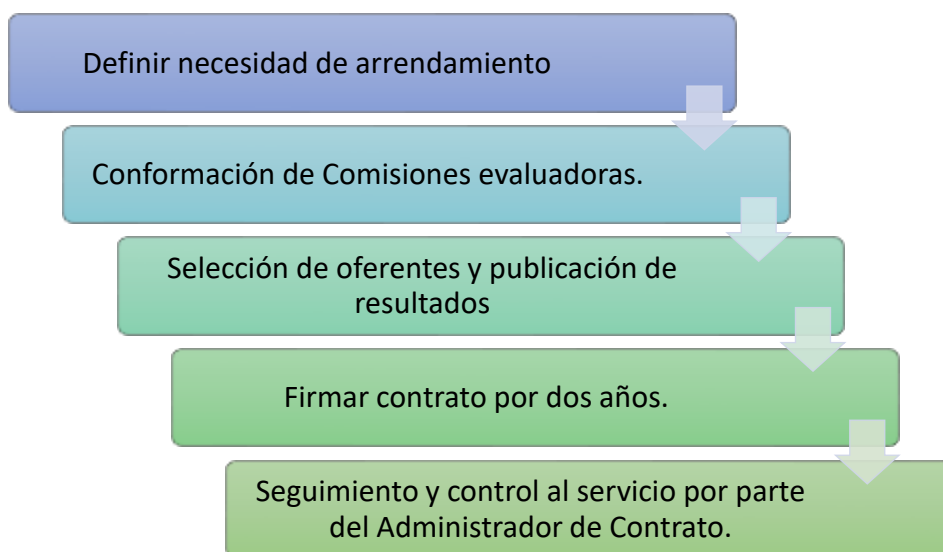 Definir necesidad de arrendamiento
Conformación de Comisiones evaluadoras.
Selección de oferentes y publicación de
resultados
Firmar contrato por dos años.
Seguimiento y control al servicio por parte
del Administrador de Contrato.